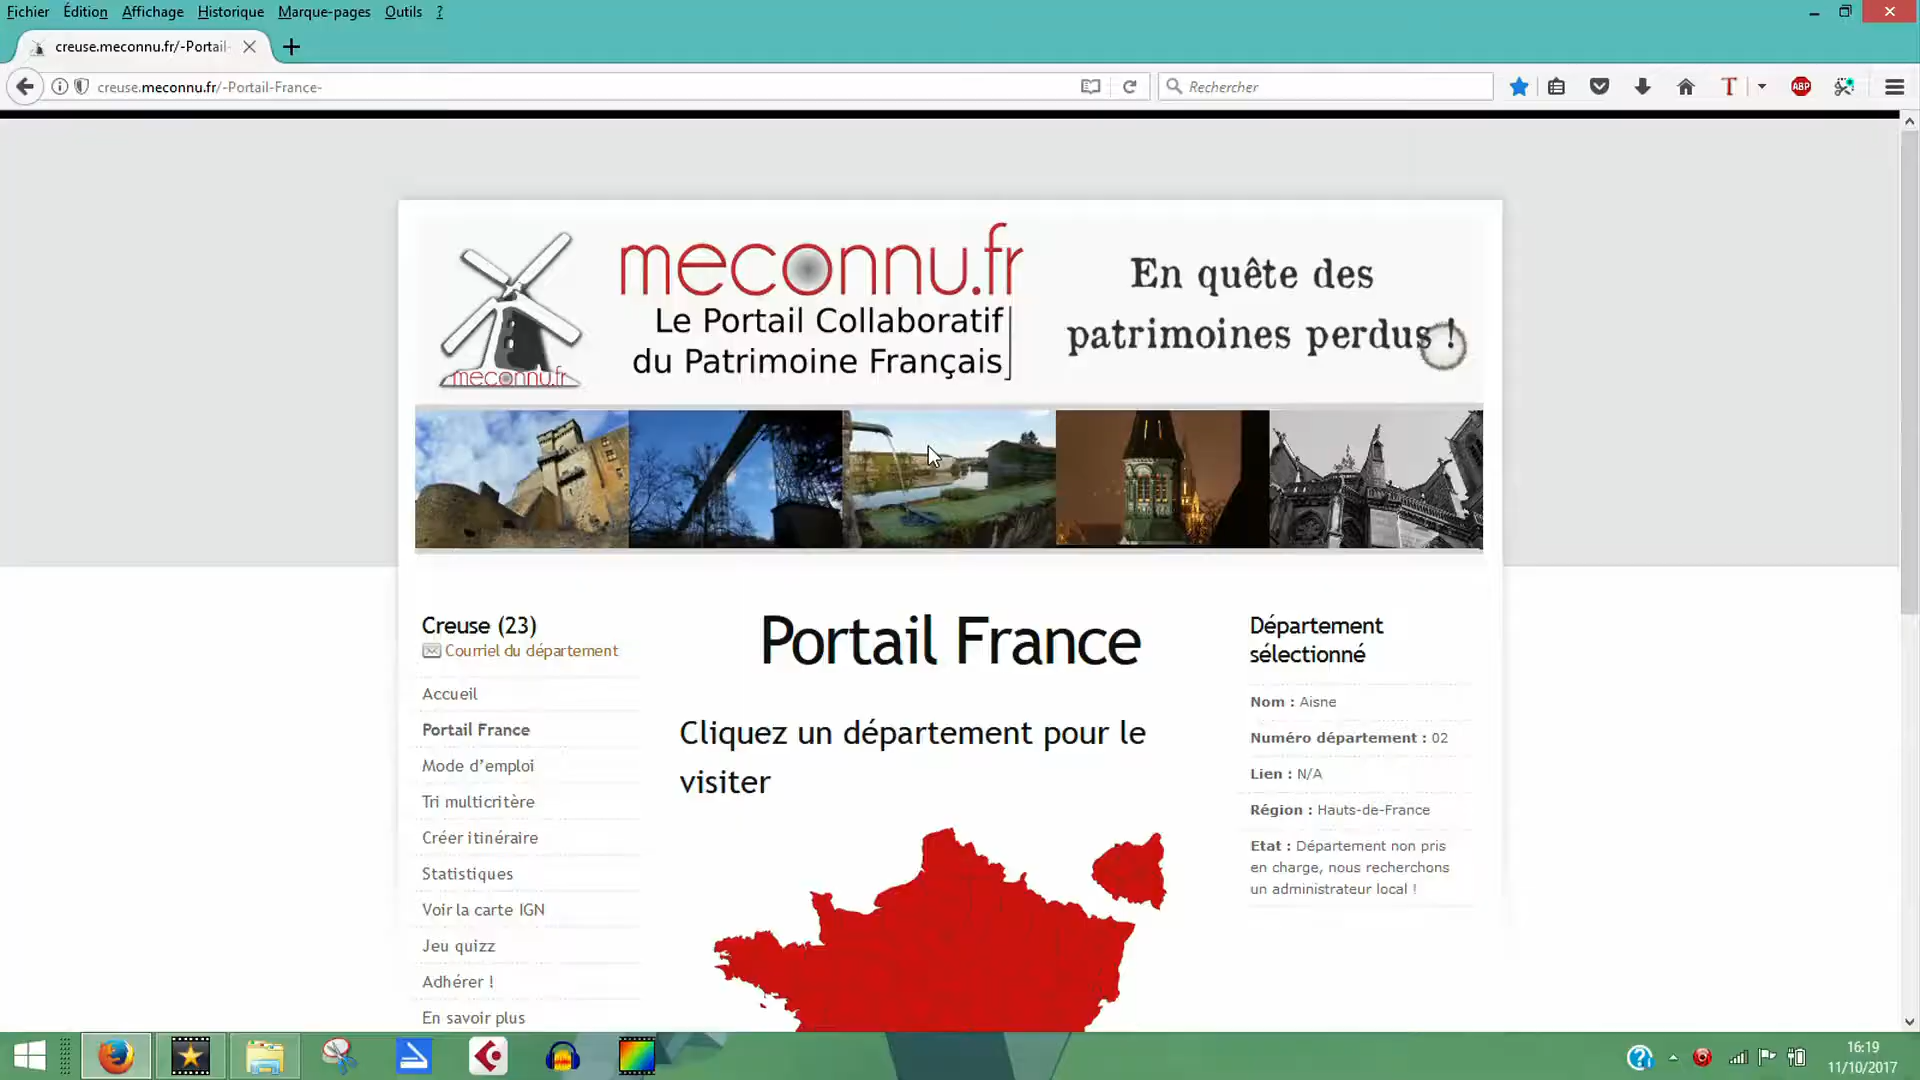 Fichier Édition Affichage Historique Marque-pages Outils ?
creuse.meconnu.fr/-Portail-
creuse.meconnu.fr/-Portail-France-
Rechercher
T
ABP
meconnu.fr
meconnu.fr
Le Portail Collaboratif
du Patrimoine Français
En quête des
patrimoines perdus !
Creuse (23)
Courriel du département
Accueil
Portail France
Mode d’emploi
Tri multicritère
Créer itinéraire
Statistiques
Voir la carte IGN
Jeu quizz
Adhérer !
En savoir plus
Portail France
Cliquez un département pour le
visiter
Département
sélectionné
Nom : Aisne
Numéro département : 02
Lien : N/A
Région : Hauts-de-France
Etat : Département non pris
en charge, nous recherchons
un administrateur local !
16:19
11/10/2017